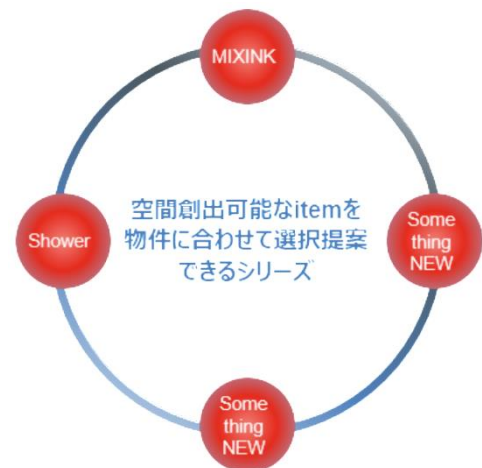 MIXINK
空間創出可能なitemを
物件に合わせて選択提案
できるシリーズ
Shower
Some
thing
NEW
Some
thing
NEW